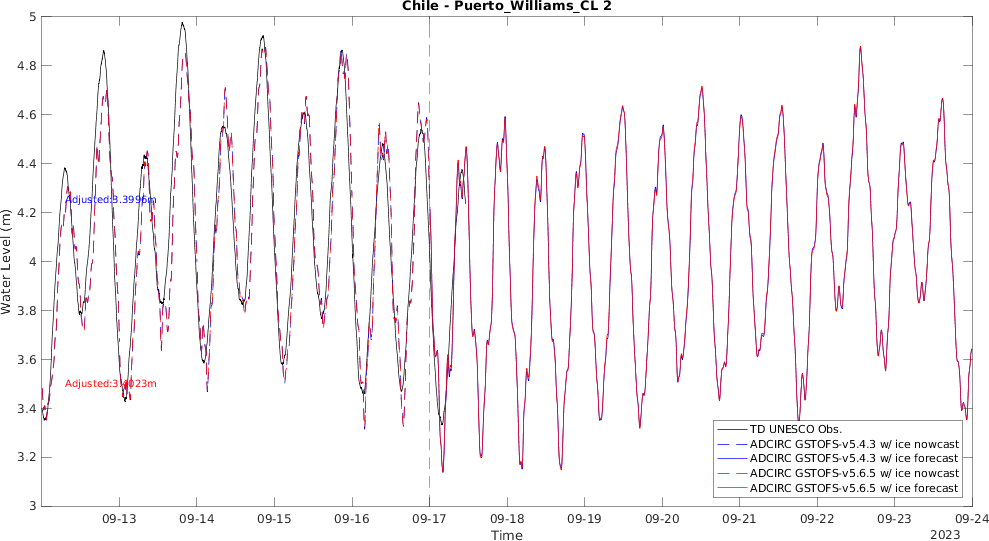 Chile - Puerto_Williams_CL 2
5
4.8
4.6
4.4
4.2
4
3.8
3.6
3.4
3.2
3
Water Level (m)
Adjusted:3.3996m
Adjusted:3.4023m
TD UNESCO Obs.
ADCIRC GSTOFS-v5.4.3 w/ ice nowcast
ADCIRC GSTOFS-v5.4.3 w/ ice forecast
ADCIRC GSTOFS-v5.6.5 w/ ice nowcast
ADCIRC GSTOFS-v5.6.5 w/ ice forecast
09-13 09-14 09-15 09-16 09-17 09-18 09-19 09-20 09-21 09-22 09-23 09-24
Time
2023